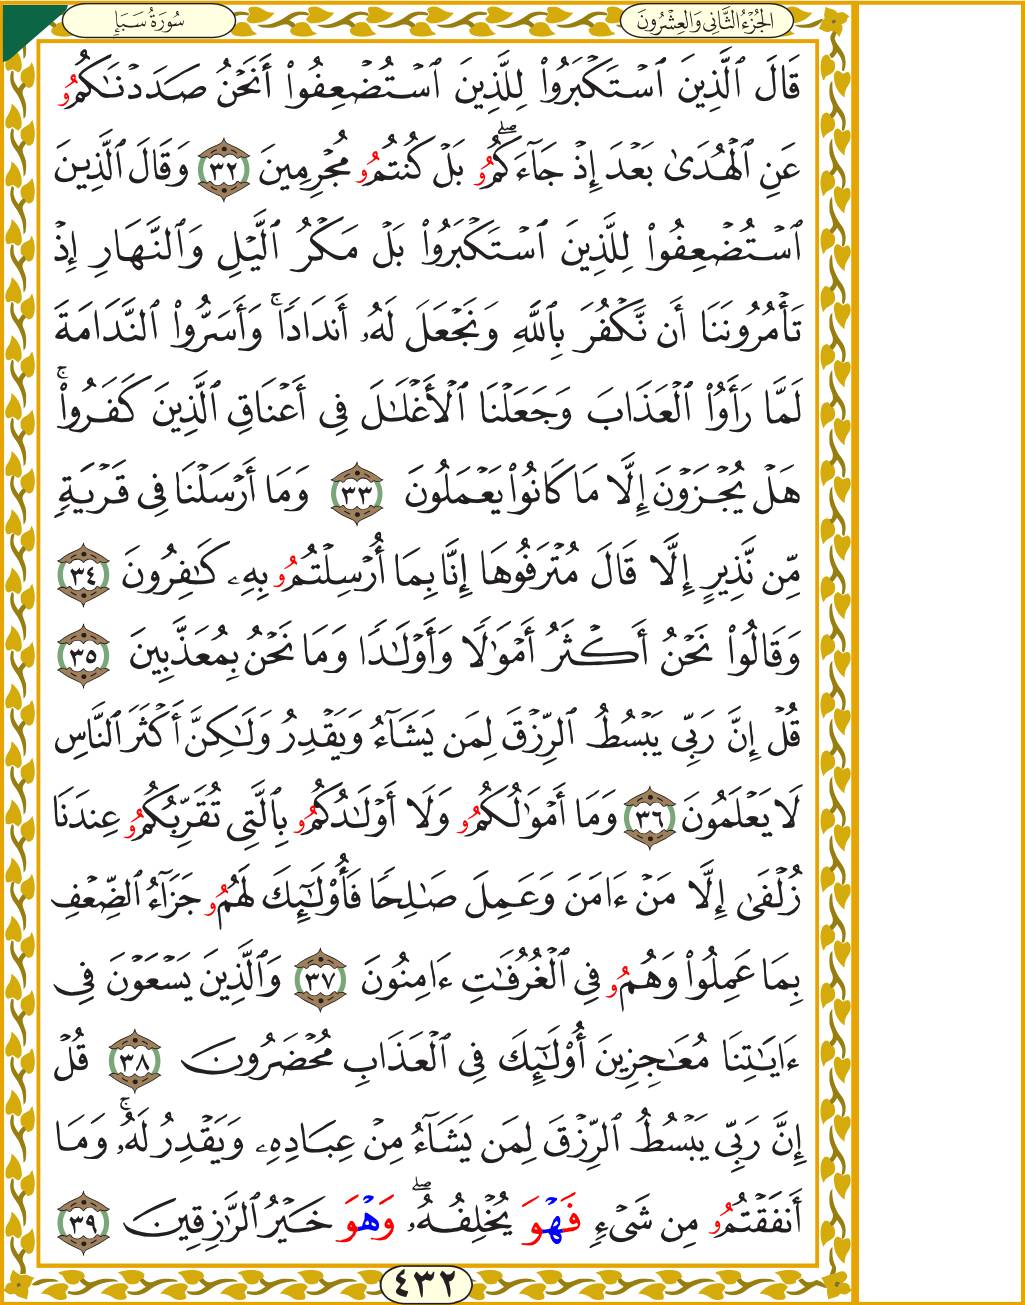 الجُزْءُ الثَّانِي وَالعِشْرُونَ
سُورَةُ سَبَإٍ
قَالَ ٱلَّذِينَ ٱسْتَكْبَرُوا۟ لِلَّذِينَ ٱسْتُضْعِفُوٓا۟ أَنَحْنُ صَدَدْنَـٰكُمُو
عَنِ ٱلْهُدَىٰ بَعْدَ إِذْ جَآءَكُمُو ۖ بَلْ كُنتُمُو مُجْرِمِينَ ٣٢ وَقَالَ ٱلَّذِينَ
ٱسْتُضْعِفُوا۟ لِلَّذِينَ ٱسْتَكْبَرُوا۟ بَلْ مَكْرُ ٱلَّيْلِ وَٱلنَّهَارِ إِذْ
تَأْمُرُونَنَا أَن نَّكْفُرَ بِٱللَّهِ وَنَجْعَلَ لَهُۥ أَندَادًا ۚ وَأَسَرُّوا۟ ٱلنَّدَامَةَ
لَمَّا رَأَوُا۟ ٱلْعَذَابَ وَجَعَلْنَا ٱلْأَغْلَـٰلَ فِى أَعْنَاقِ ٱلَّذِينَ كَفَرُوا۟ ۚ
هَلْ يُجْزَوْنَ إِلَّا مَا كَانُوا۟ يَعْمَلُونَ ٣٣ وَمَا أَرْسَلْنَا فِى قَرْيَةٍ
مِّن نَّذِيرٍ إِلَّا قَالَ مُتْرَفُوهَا إِنَّا بِمَا أُرْسِلْتُمُو بِهِۦ كَـٰفِرُونَ ٣٤
وَقَالُوا۟ نَحْنُ أَكْثَرُ أَمْوَٰلًا وَأَوْلَـٰدًا وَمَا نَحْنُ بِمُعَذَّبِينَ ٣٥
قُلْ إِنَّ رَبِّى يَبْسُطُ ٱلرِّزْقَ لِمَن يَشَآءُ وَيَقْدِرُ وَلَـٰكِنَّ أَكْثَرَ ٱلنَّاسِ
لَا يَعْلَمُونَ ٣٦ وَمَا أَمْوَٰلُكُمُو وَلَا أَوْلَـٰدُكُمُو بِٱلَّتِى تُقَرِّبُكُمُو عِندَنَا
زُلْفَىٰ إِلَّا مَنْ ءَامَنَ وَعَمِلَ صَـٰلِحًا فَأُو۟لَـٰٓئِكَ لَهُمُو جَزَآءُ ٱلضِّعْفِ
بِمَا عَمِلُوا۟ وَهُمُو فِى ٱلْغُرُفَـٰتِ ءَامِنُونَ ٣٧ وَٱلَّذِينَ يَسْعَوْنَ فِى
ءَايَـٰتِنَا مُعَـٰجِزِينَ أُو۟لَـٰٓئِكَ فِى ٱلْعَذَابِ مُحْضَرُونَ ٣٨ قُلْ
إِنَّ رَبِّى يَبْسُطُ ٱلرِّزْقَ لِمَن يَشَآءُ مِنْ عِبَادِهِۦ وَيَقْدِرُ لَهُۥ ۚ وَمَا
أَنفَقْتُمُو مِن شَىْءٍ فَهْوَ يُخْلِفُهُۥ ۖ وَهْوَ خَيْرُ ٱلرَّٰزِقِينَ ٣٩
٤٣٢